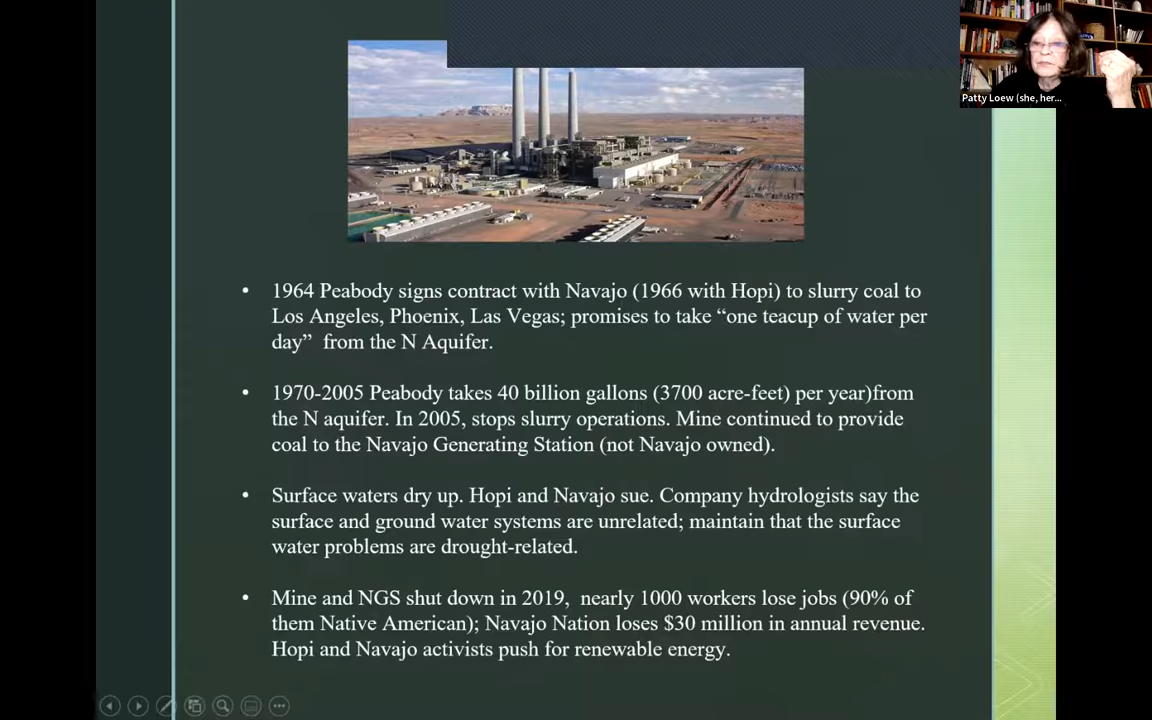 Patty Loew (she, her...
• 1964 Peabody signs contract with Navajo (1966 with Hopi) to slurry coal to
Los Angeles, Phoenix, Las Vegas; promises to take “one teacup of water per
day”  from the N Aquifer.
• 1970-2005 Peabody takes 40 billion gallons (3700 acre-feet) per year)from
the N aquifer. In 2005, stops slurry operations. Mine continued to provide
coal to the Navajo Generating Station (not Navajo owned).
• Surface waters dry up. Hopi and Navajo sue. Company hydrologists say the
surface and ground water systems are unrelated; maintain that the surface
water problems are drought-related.
• Mine and NGS shut down in 2019,  nearly 1000 workers lose jobs (90% of
them Native American); Navajo Nation loses $30 million in annual revenue.
Hopi and Navajo activists push for renewable energy.